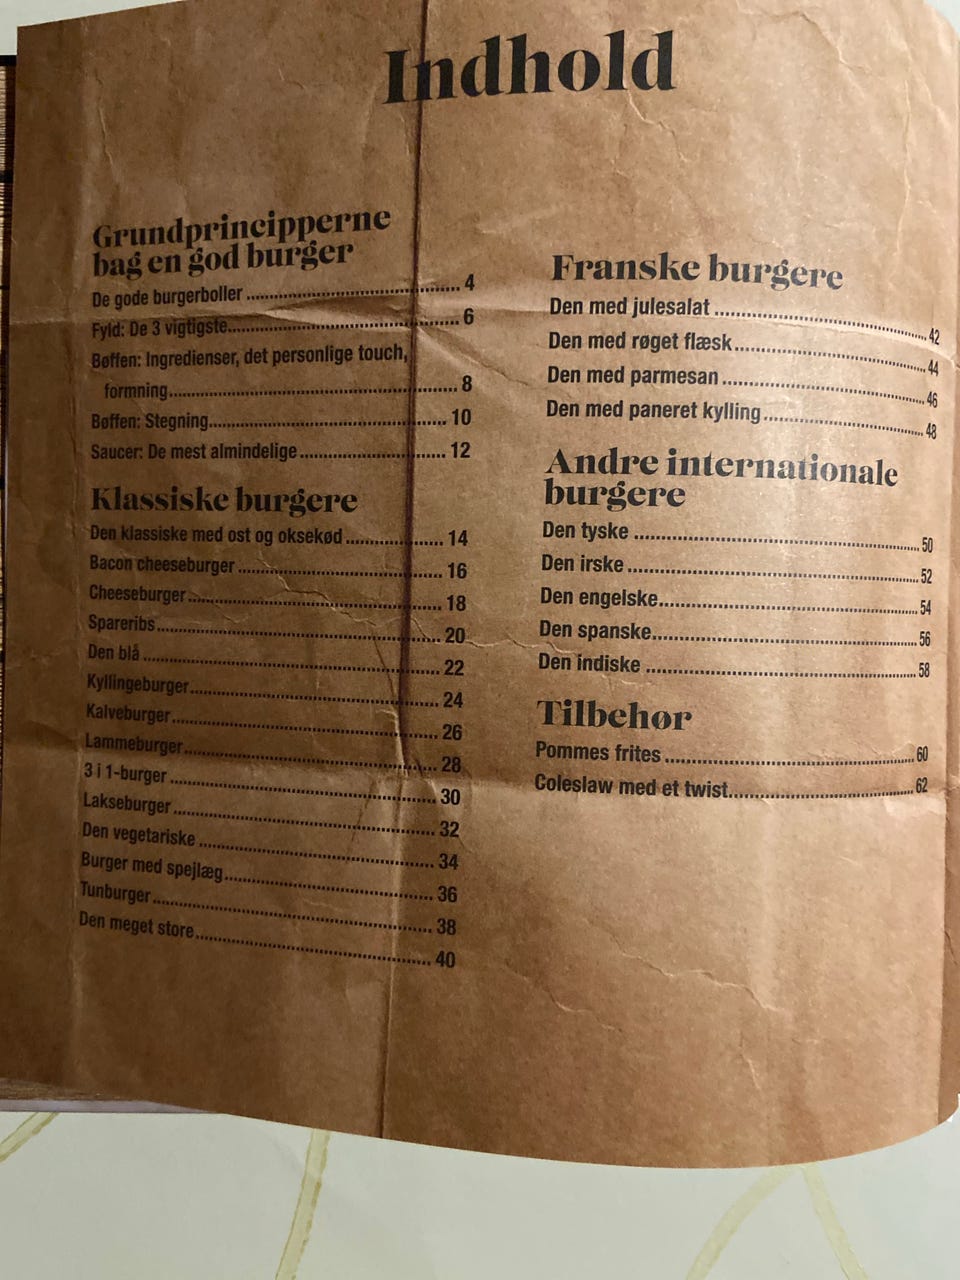 Indhold
Grundprincipperne
bag en god burger
De gode burgerboller 4
Fyld: De 3 vigtigste 6
Bøffen: Ingredienser, det personlige touch,
formning 8
Bøffen: Stegning 10
Saucer: De mest almindelige 12
Klassiske burgere
Den klassiske med ost og oksekød 14
Bacon cheeseburger 16
Cheeseburger 18
Spareribs 20
Den blå 22
Kyllingeburger 24
Kalveburger 26
Lammeburger 28
3 i 1-burger 30
Lakseburger 32
Den vegetariske 34
Burger med spejlæg 36
Tunburger 38
Den meget store 40
Franske burgere
Den med julesalat 42
Den med røget flæsk 44
Den med parmesan 46
Den med paneret kylling 48
Andre internationale
burgere
Den tyske 50
Den irske 52
Den engelske 54
Den spanske 56
Den indiske 58
Tilbehør
Pommes frites 60
Coleslaw med et twist 62